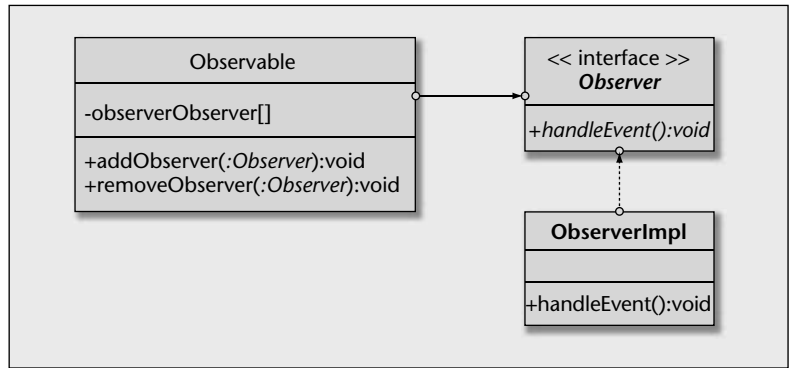 Observable
-observerObserver[]
+addObserver(:Observer):void
+removeObserver(:Observer):void
<< interface >>
Observer
+handleEvent():void
ObserverImpl
+handleEvent():void